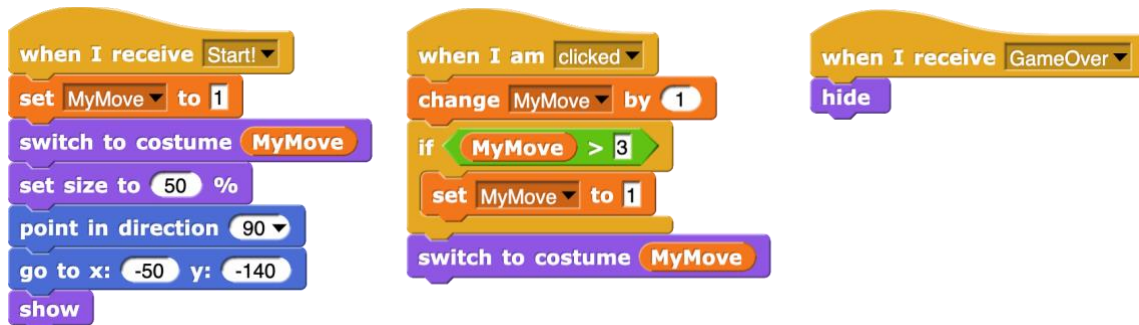 when I receive Start!
set MyMove to 1
switch to costume MyMove
set size to 50 %
point in direction 90
go to x: -50 y: -140
show
when I am clicked
change MyMove by 1
if MyMove > 3
set MyMove to 1
switch to costume MyMove
when I receive GameOver
hide